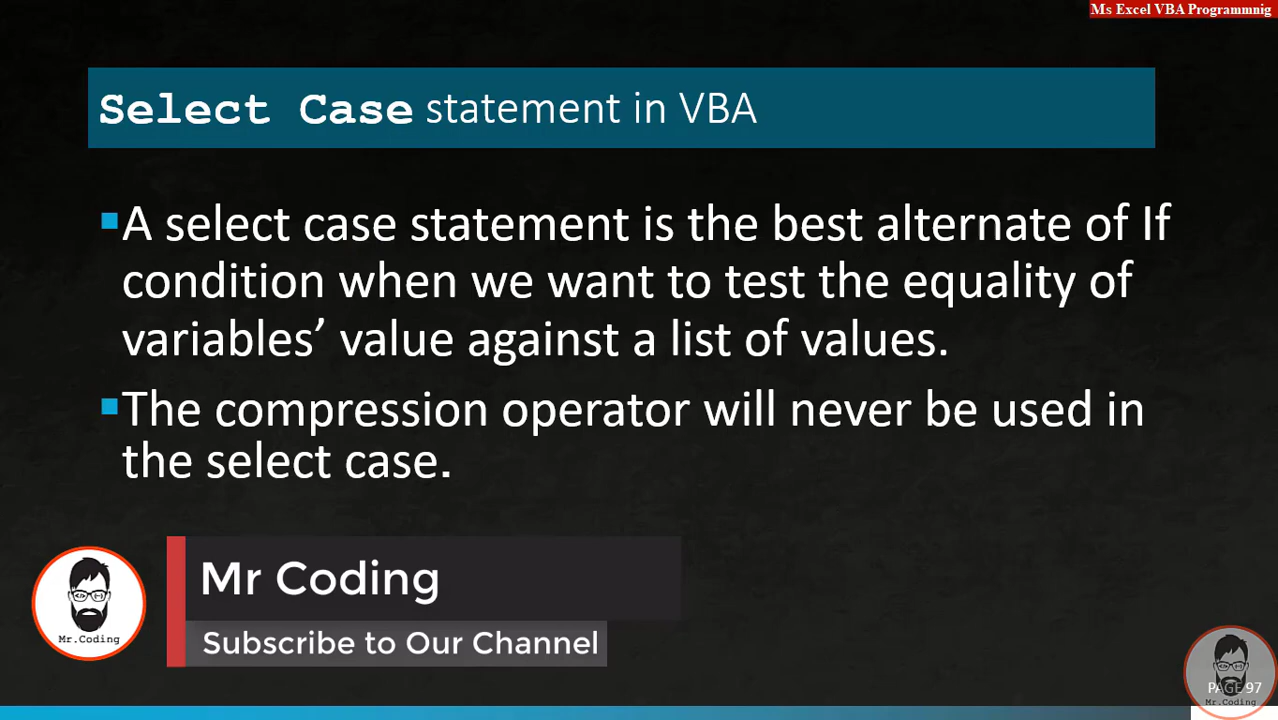 Ms Excel VBA Programmnig
Select Case statement in VBA
A select case statement is the best alternate of If
condition when we want to test the equality of
variables’ value against a list of values.
The compression operator will never be used in
the select case.
Mr Coding
Subscribe to Our Channel
Mr.Coding
PAGE 97
Mr.Coding